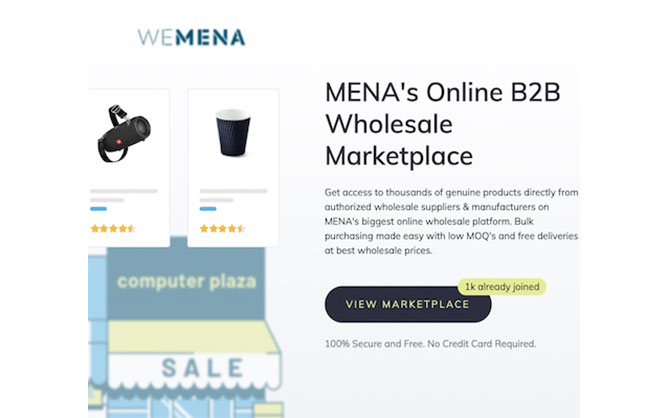 WEMENA
MENA's Online B2B
Wholesale
Marketplace
Get access to thousands of genuine products directly from
authorized wholesale suppliers & manufacturers on
MENA's biggest online wholesale platform. Bulk
purchasing made easy with low MOQ's and free deliveries
at best wholesale prices.
1k already joined
VIEW MARKETPLACE
100% Secure and Free. No Credit Card Required.
computer plaza
SALE